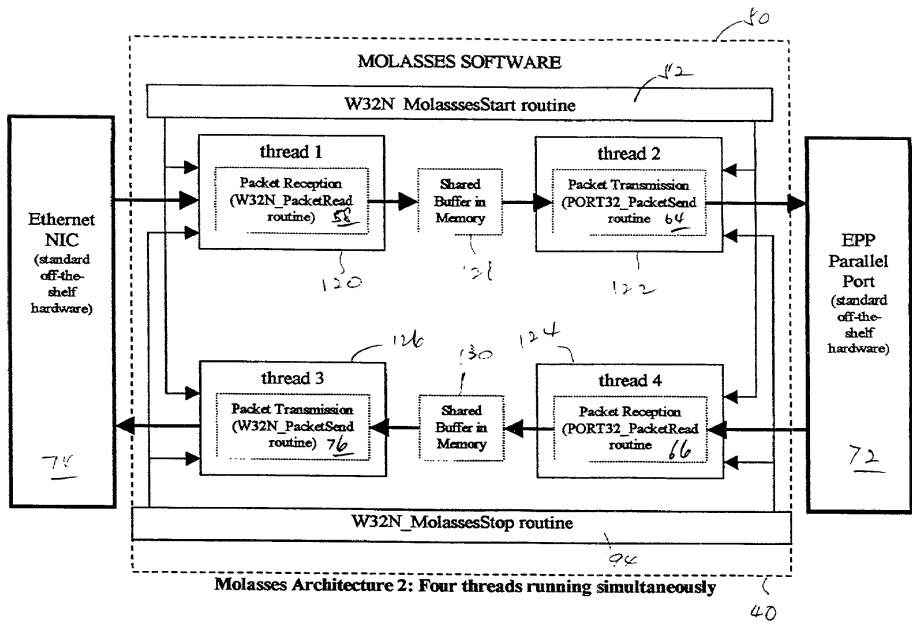 50
MOLASSES SOFTWARE
52
W32N_MolasssesStart routine
thread 1
Packet Reception
(W32N_PacketRead
routine) 58
120
Shared
Buffer in
Memory
thread 2
Packet Transmission
(PORT32_PacketSend
routine 64
122
Ethernet
NIC
(standard
off-the-
shelf
hardware)
EPP
Parallel
Port
(standard
off-the-shelf
hardware)
72
126
thread 3
Packet Transmission
(W32N_PacketSend
routine) 76
130
Shared
Buffer in
Memory
124
thread 4
Packet Reception
(PORT32_PacketRead
routine 66
W32N_MolassesStop routine
94
Molasses Architecture 2: Four threads running simultaneously
40